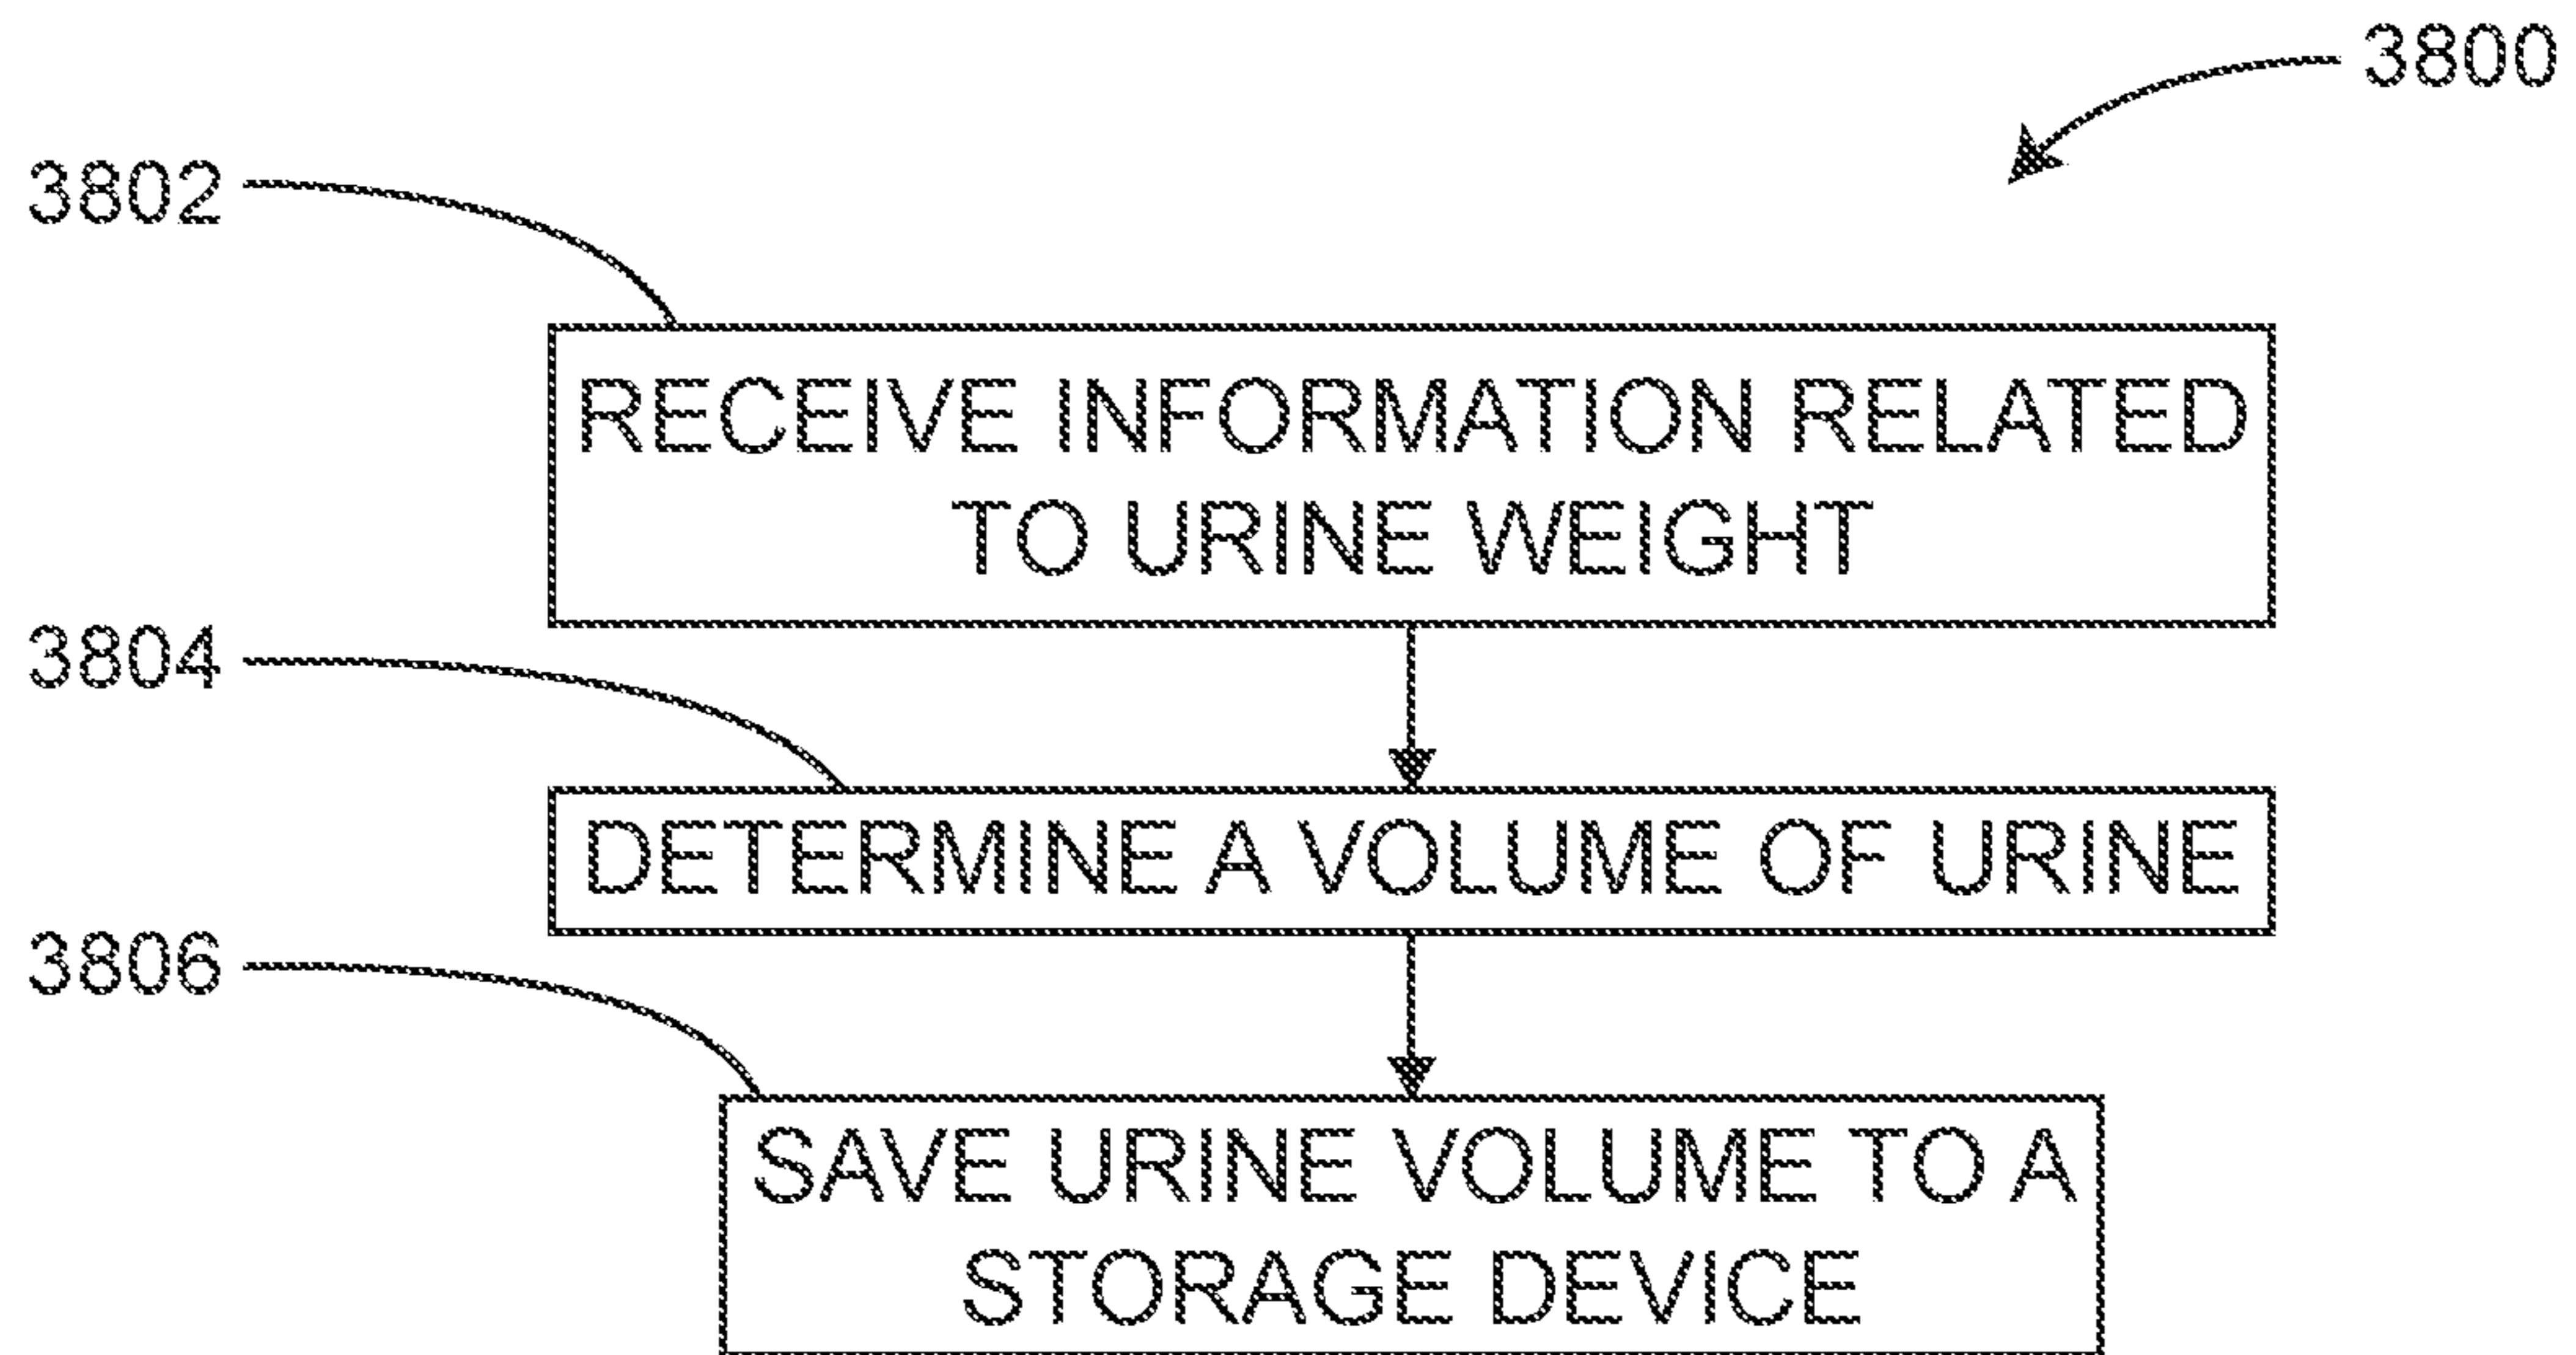 3800
3802
RECEIVE INFORMATION RELATED
TO URINE WEIGHT
3804
DETERMINE A VOLUME OF URINE
3806
SAVE URINE VOLUME TO A
STORAGE DEVICE